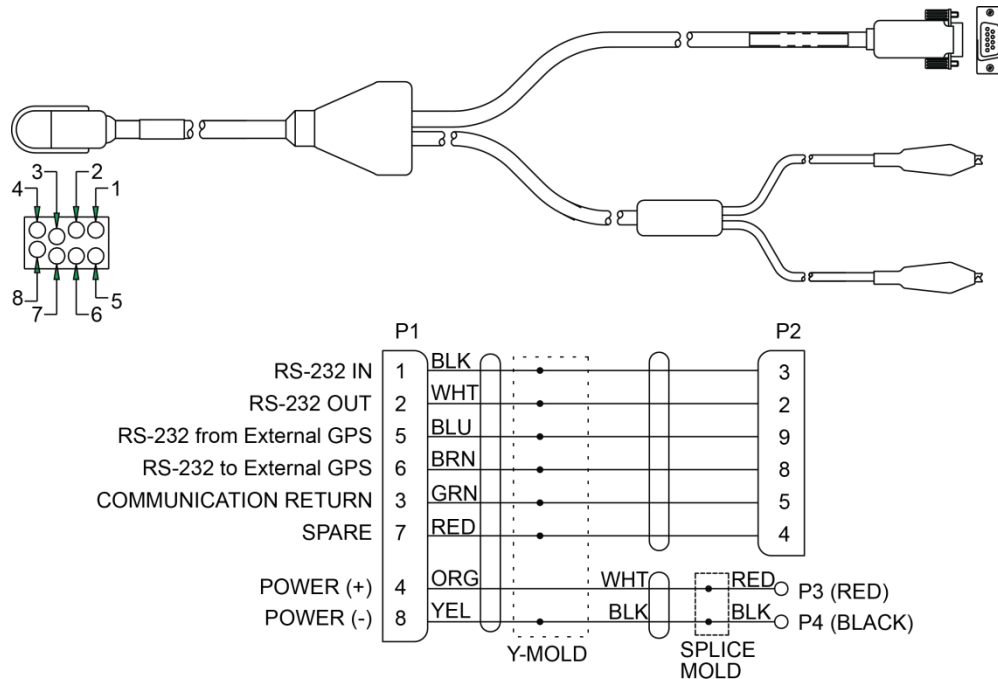 3 2
4 1
8 5
7 6
P1 P2
RS-232 IN 1 BLK 3
RS-232 OUT 2 WHT 2
RS-232 from External GPS 5 BLU 9
RS-232 to External GPS 6 BRN 8
COMMUNICATION RETURN 3 GRN 5
SPARE 7 RED 4
POWER (+) 4 ORG WHT RED P3 (RED)
POWER (-) 8 YEL BLK BLK P4 (BLACK)
Y-MOLD SPLICE
MOLD